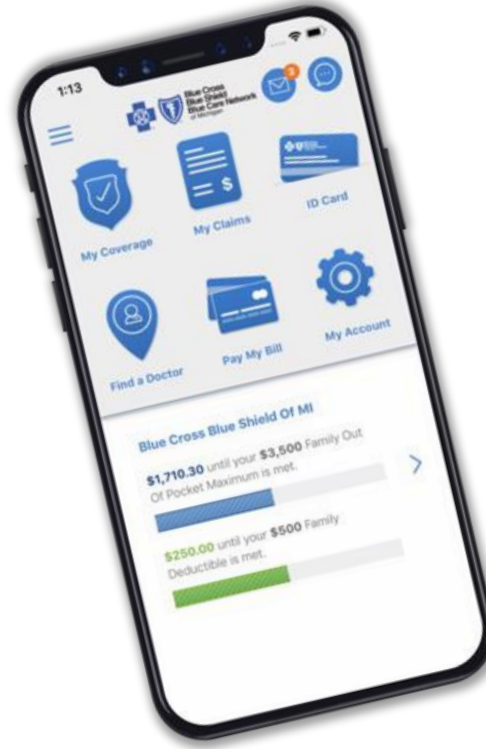 1:13
Blue Cross
Blue Shield
Blue Care Network
of Michigan
3
$
My Coverage
My Claims
ID Card
Find a Doctor
Pay My Bill
My Account
Blue Cross Blue Shield Of MI
$1,710.30 until your $3,500 Family Out
Of Pocket Maximum is met.
$250.00 until your $500 Family
Deductible is met.